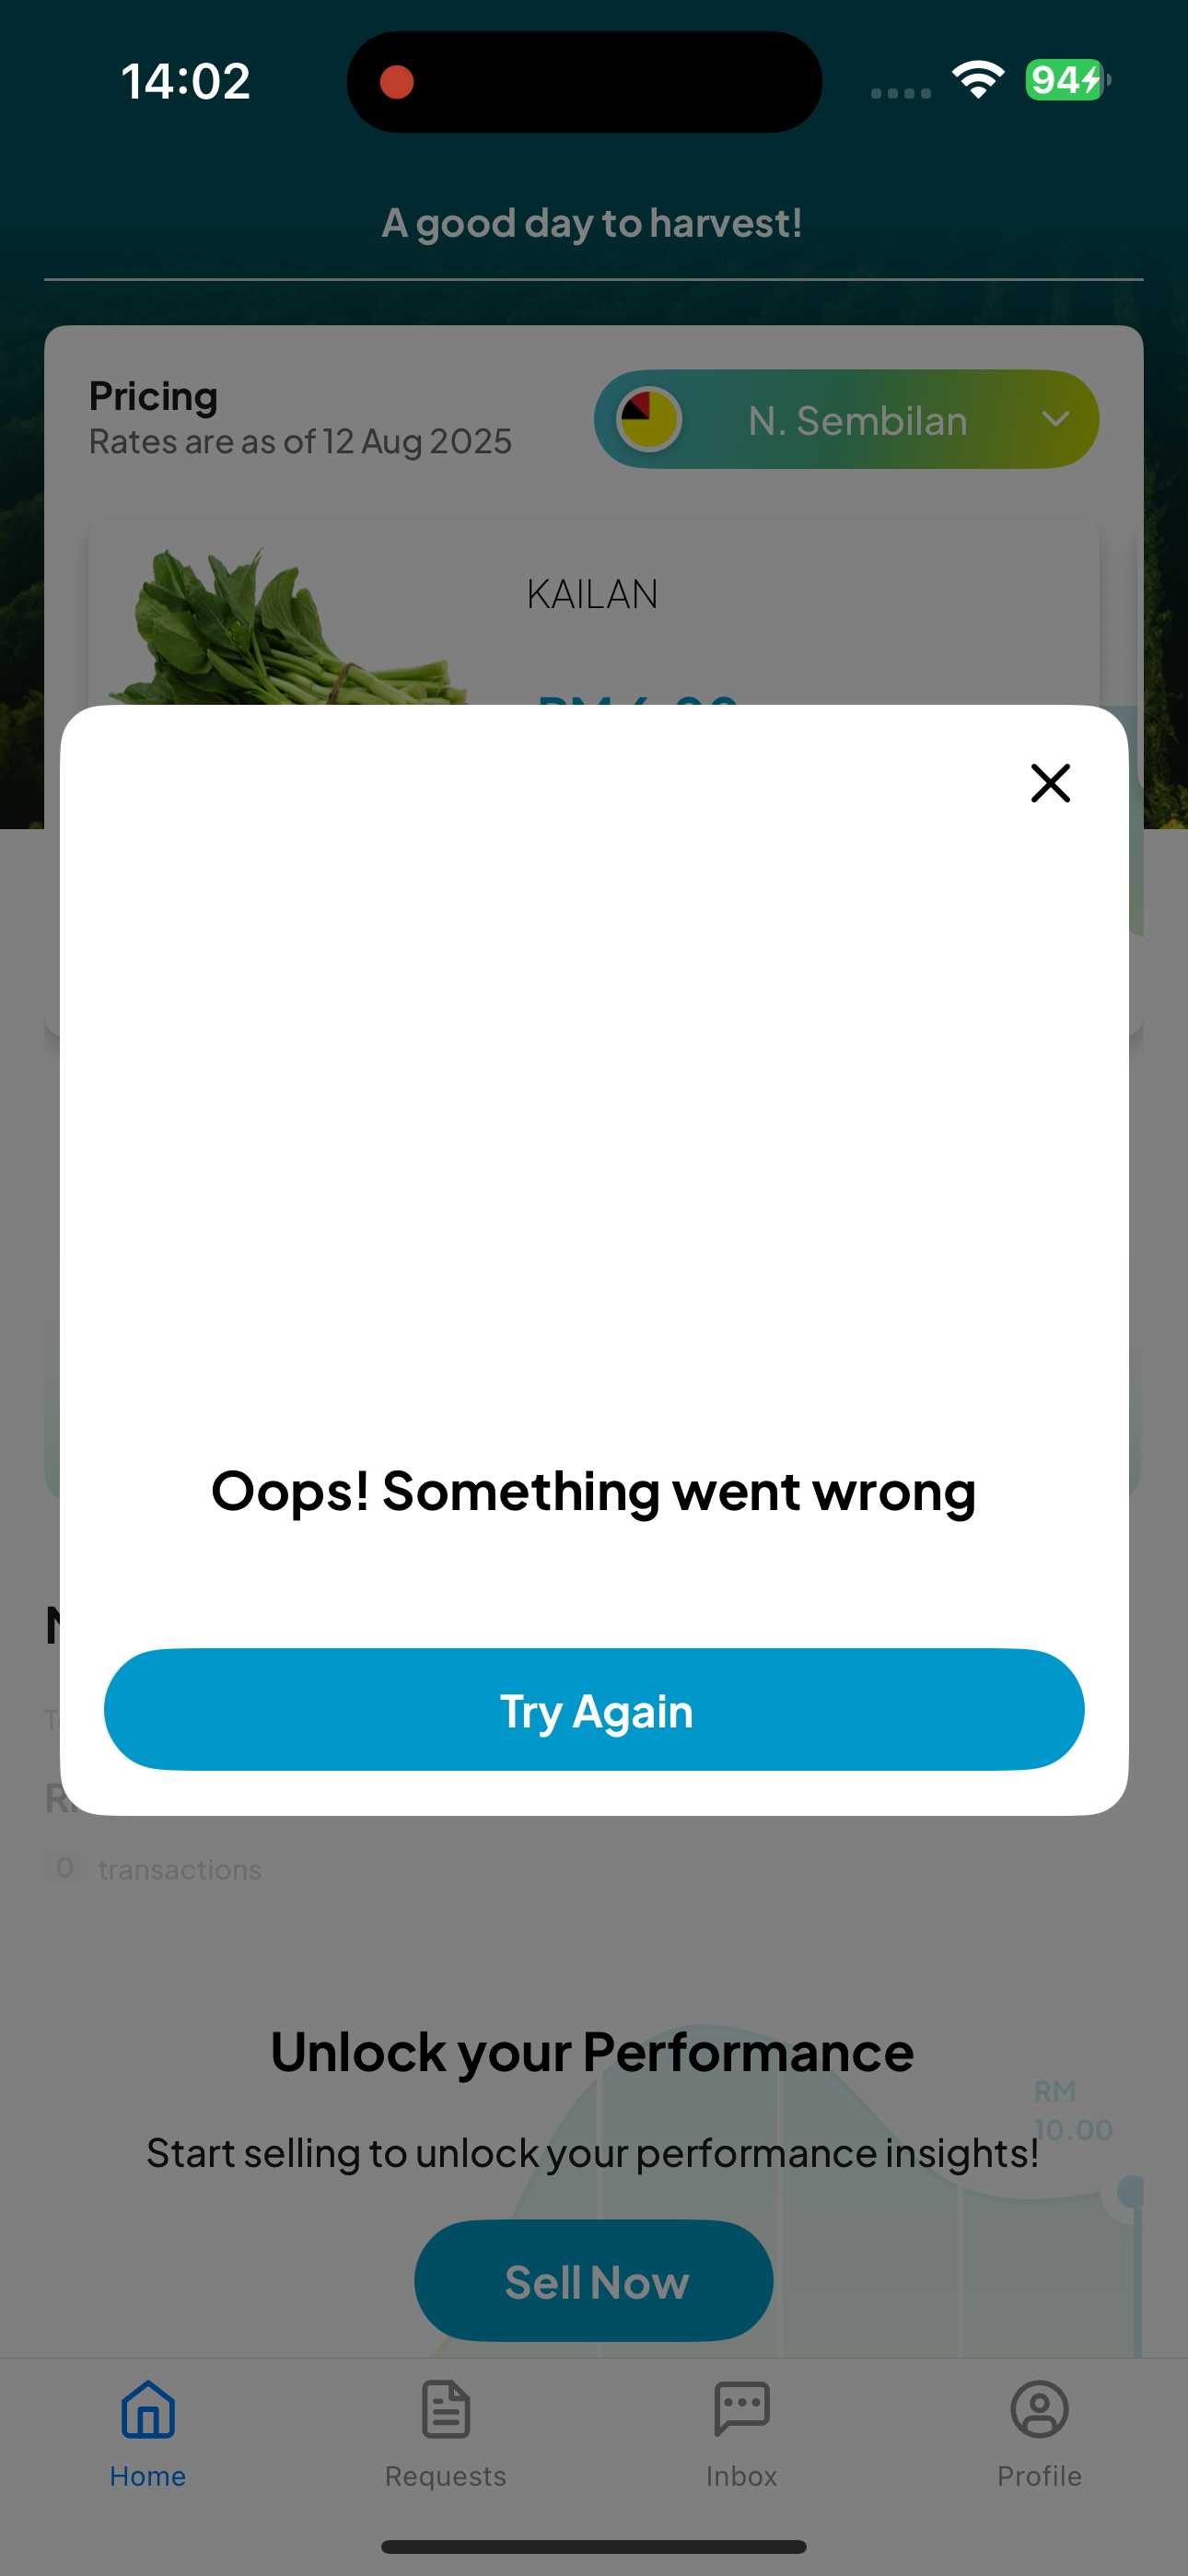 14:02
94
A good day to harvest!
Pricing
Rates are as of 12 Aug 2025
N. Sembilan
KAILAN
Oops! Something went wrong
Try Again
0 transactions
Unlock your Performance
RM
10.00
Start selling to unlock your performance insights!
Sell Now
Home
Requests
Inbox
Profile